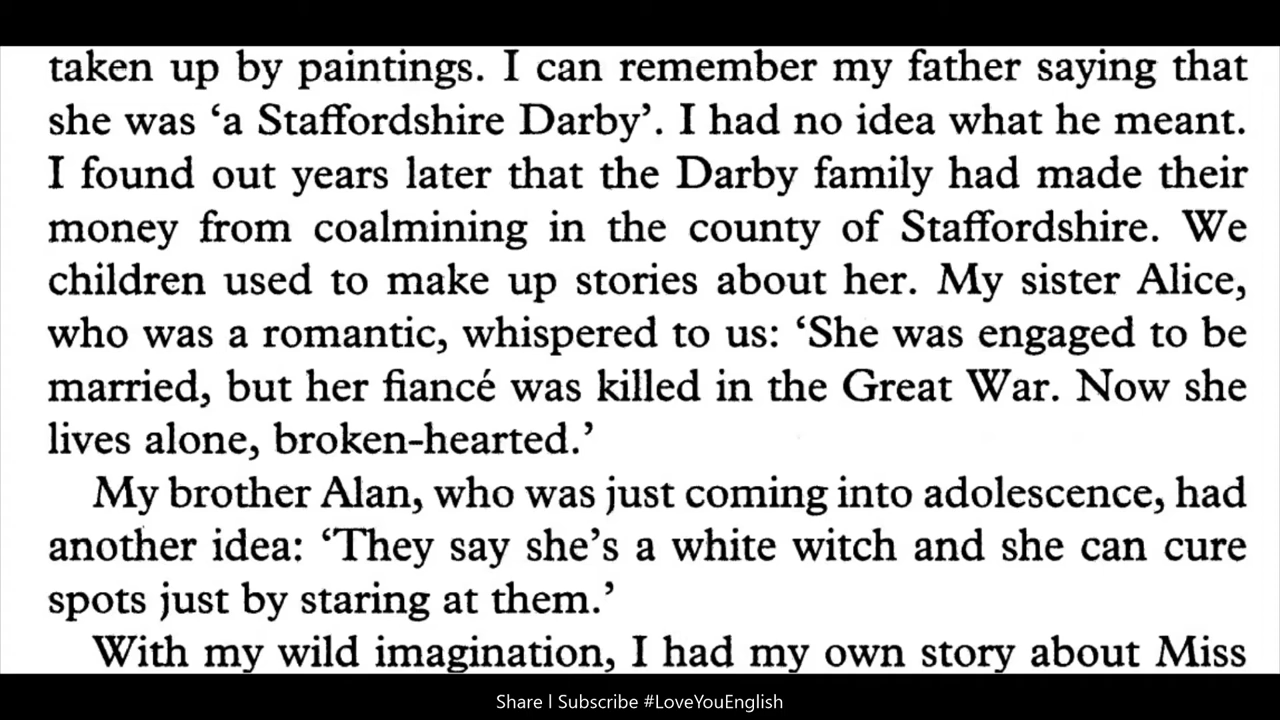 taken up by paintings. I can remember my father saying that
she was ‘a Staffordshire Darby’. I had no idea what he meant.
I found out years later that the Darby family had made their
money from coalmining in the county of Staffordshire. We
children used to make up stories about her. My sister Alice,
who was a romantic, whispered to us: ‘She was engaged to be
married, but her fiancé was killed in the Great War. Now she
lives alone, broken-hearted.’
My brother Alan, who was just coming into adolescence, had
another idea: ‘They say she’s a white witch and she can cure
spots just by staring at them.’
With my wild imagination, I had my own story about Miss
Share | Subscribe #LoveYouEnglish